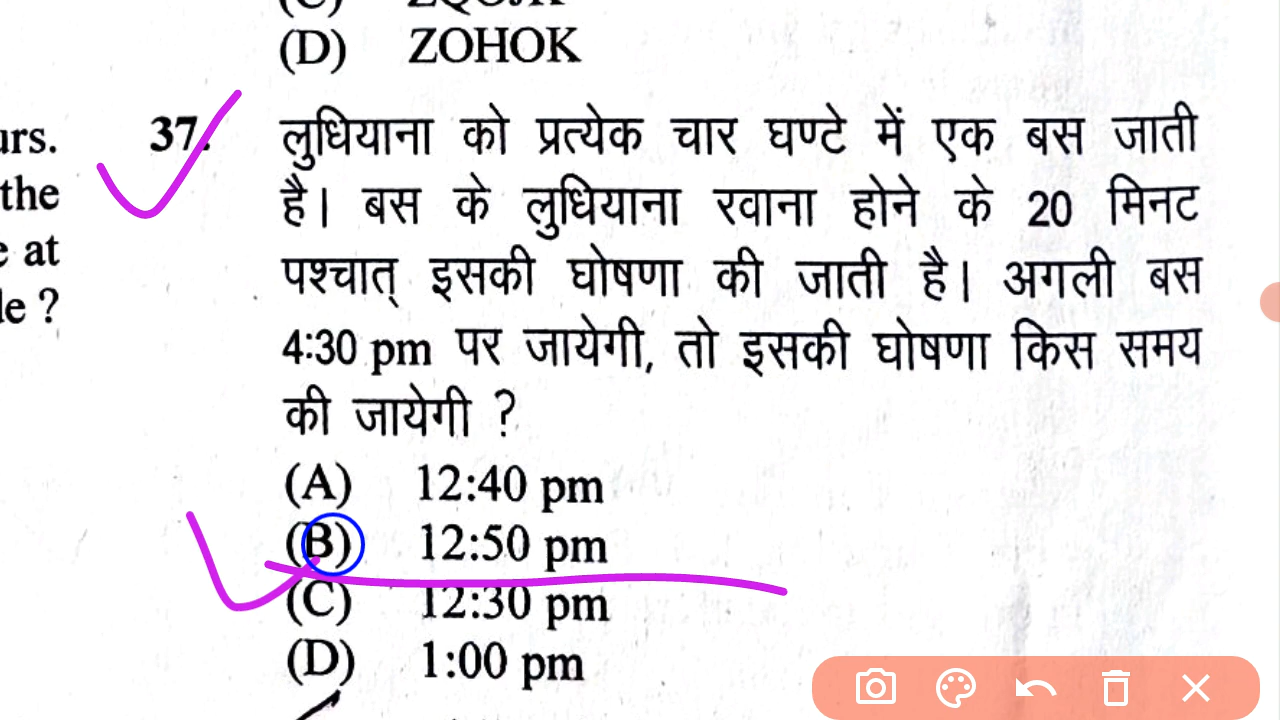 (D) ZOHOK
urs.
the
at
37.
लुधियाना को प्रत्येक चार घण्टे में एक बस जाती
है। बस के लुधियाना रवाना होने के 20 मिनट
पश्चात् इसकी घोषणा की जाती है। अगली बस
4:30 pm पर जायेगी, तो इसकी घोषणा किस समय
की जायेगी ?
(A) 12:40 pm
(B) 12:50 pm
(C) 12:30 pm
(D) 1:00 pm